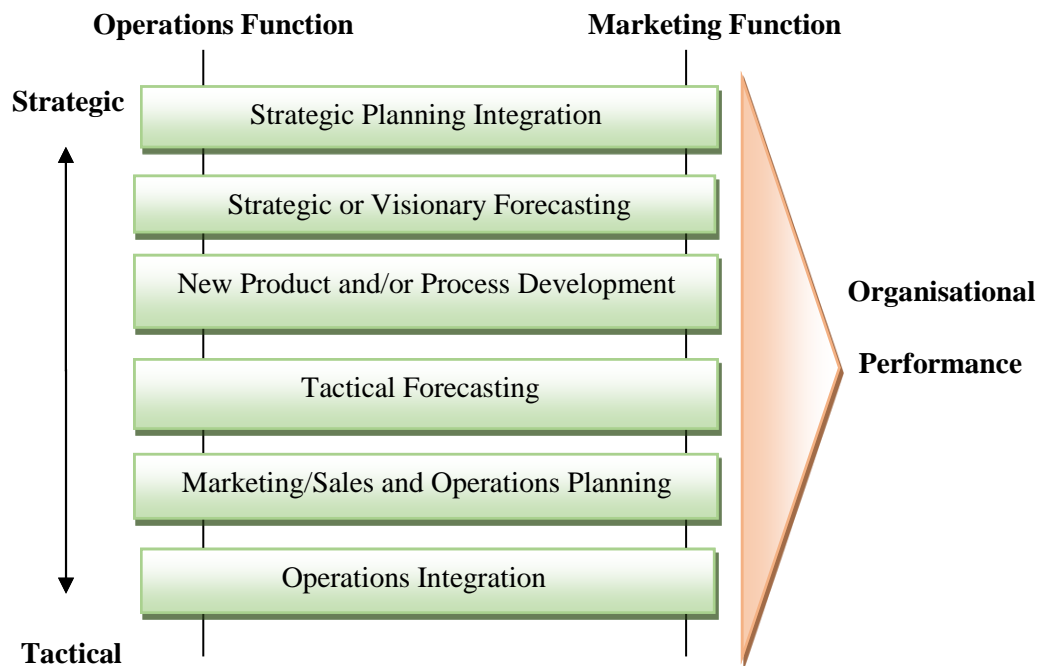 Operations Function
Marketing Function
Strategic
Strategic Planning Integration
Strategic or Visionary Forecasting
New Product and/or Process Development
Organisational
Performance
Tactical Forecasting
Marketing/Sales and Operations Planning
Operations Integration
Tactical